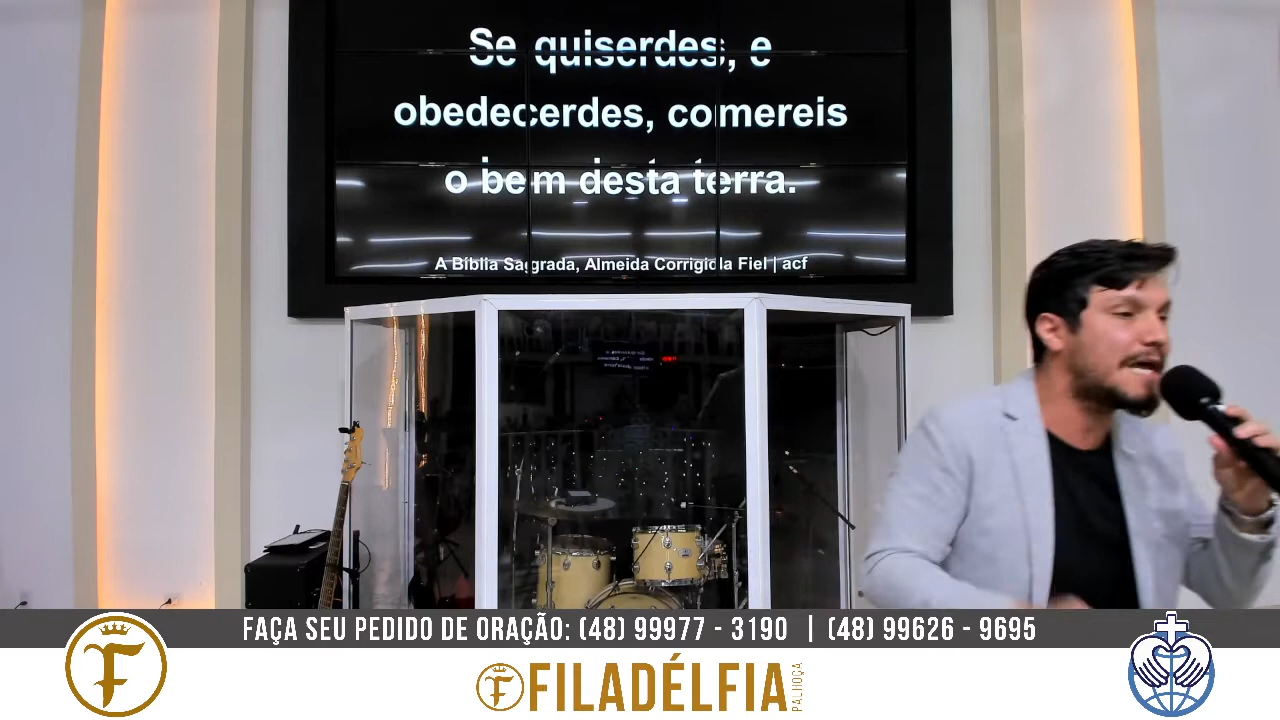 Se quiserdes, e
obedecerdes, comereis
o bem desta terra.
A Bíblia Sagrada, Almeida Corrigida Fiel | acf
FAÇA SEU PEDIDO DE ORAÇÃO: (48) 99977 - 3190 | (48) 99626 - 9695
F
F FILADÉLFIA PALHOÇA